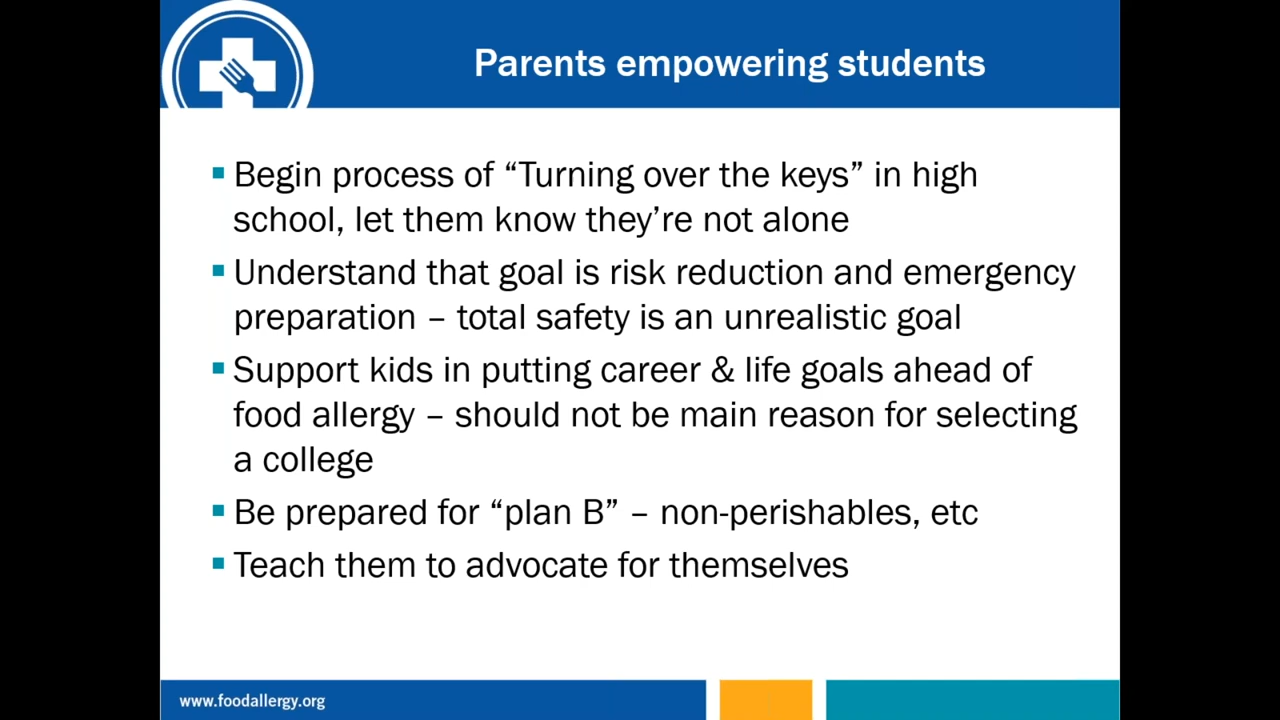 Parents empowering students
▪ Begin process of “Turning over the keys” in high
school, let them know they’re not alone
▪ Understand that goal is risk reduction and emergency
preparation – total safety is an unrealistic goal
▪ Support kids in putting career & life goals ahead of
food allergy – should not be main reason for selecting
a college
▪ Be prepared for “plan B” – non-perishables, etc
▪ Teach them to advocate for themselves
www.foodallergy.org